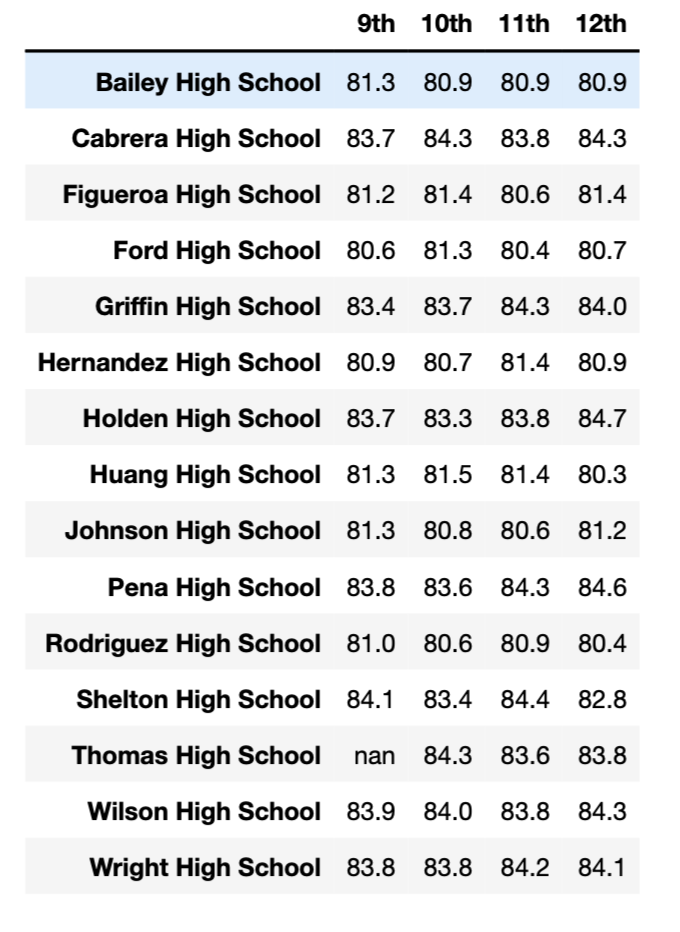 9th 10th 11th 12th
Bailey High School 81.3 80.9 80.9 80.9
Cabrera High School 83.7 84.3 83.8 84.3
Figueroa High School 81.2 81.4 80.6 81.4
Ford High School 80.6 81.3 80.4 80.7
Griffin High School 83.4 83.7 84.3 84.0
Hernandez High School 80.9 80.7 81.4 80.9
Holden High School 83.7 83.3 83.8 84.7
Huang High School 81.3 81.5 81.4 80.3
Johnson High School 81.3 80.8 80.6 81.2
Pena High School 83.8 83.6 84.3 84.6
Rodriguez High School 81.0 80.6 80.9 80.4
Shelton High School 84.1 83.4 84.4 82.8
Thomas High School nan 84.3 83.6 83.8
Wilson High School 83.9 84.0 83.8 84.3
Wright High School 83.8 83.8 84.2 84.1